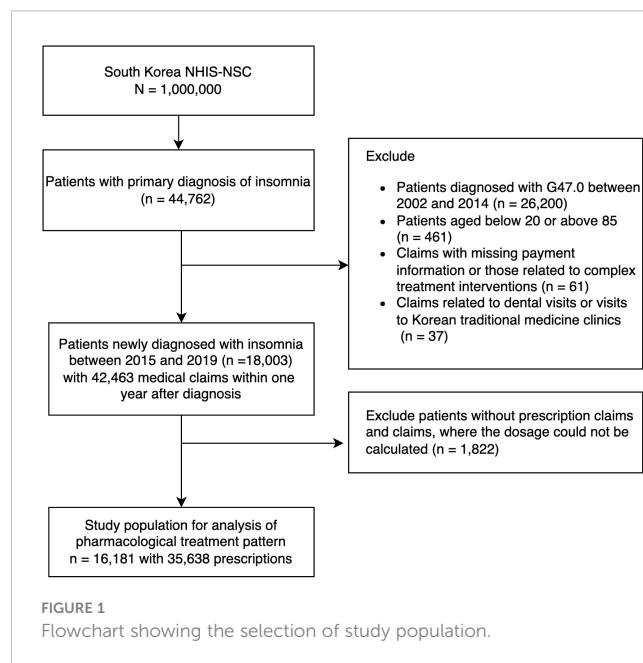 South Korea NHIS-NSC
N = 1,000,000
Patients with primary diagnosis of insomnia
(n = 44,762)
Exclude
• Patients diagnosed with G47.0 between
2002 and 2014 (n = 26,200)
• Patients aged below 20 or above 85
(n = 461)
• Claims with missing payment
information or those related to complex
treatment interventions (n = 61)
• Claims related to dental visits or visits
to Korean traditional medicine clinics
(n = 37)
Patients newly diagnosed with insomnia
between 2015 and 2019 (n =18,003)
with 42,463 medical claims within one
year after diagnosis
Exclude patients without prescription claims
and claims, where the dosage could not be
calculated (n = 1,822)
Study population for analysis of
pharmacological treatment pattern
n = 16,181 with 35,638 prescriptions
FIGURE 1
Flowchart showing the selection of study population.